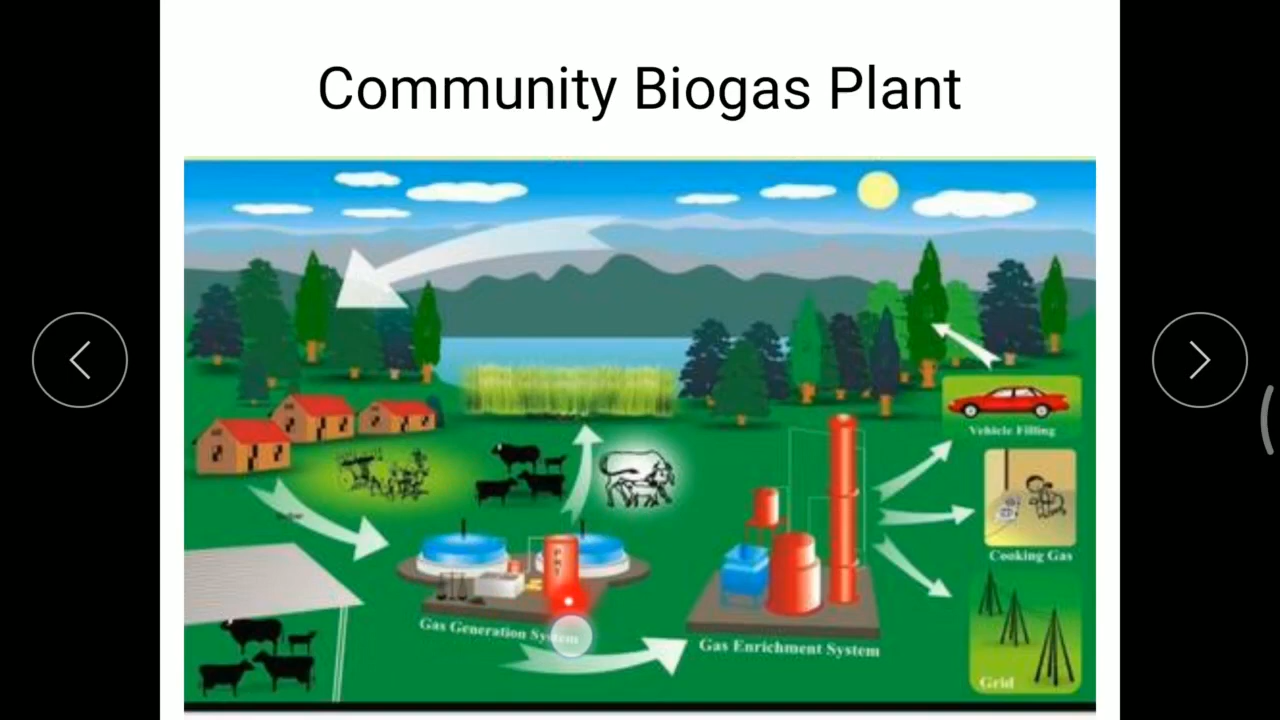 Community Biogas Plant
Vehicle Filling
Cooking Gas
Gas Generation System
Gas Enrichment System
Grid